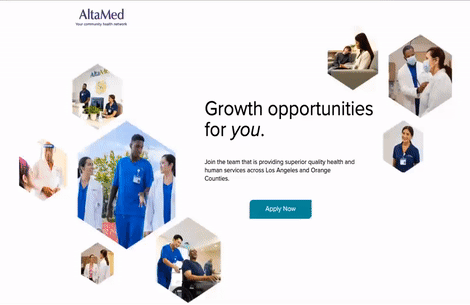 AltaMed
Your community health network
AltaMed
Growth opportunities
for you.
Join the team that is providing superior quality health and
human services across Los Angeles and Orange
Counties.
Apply Now